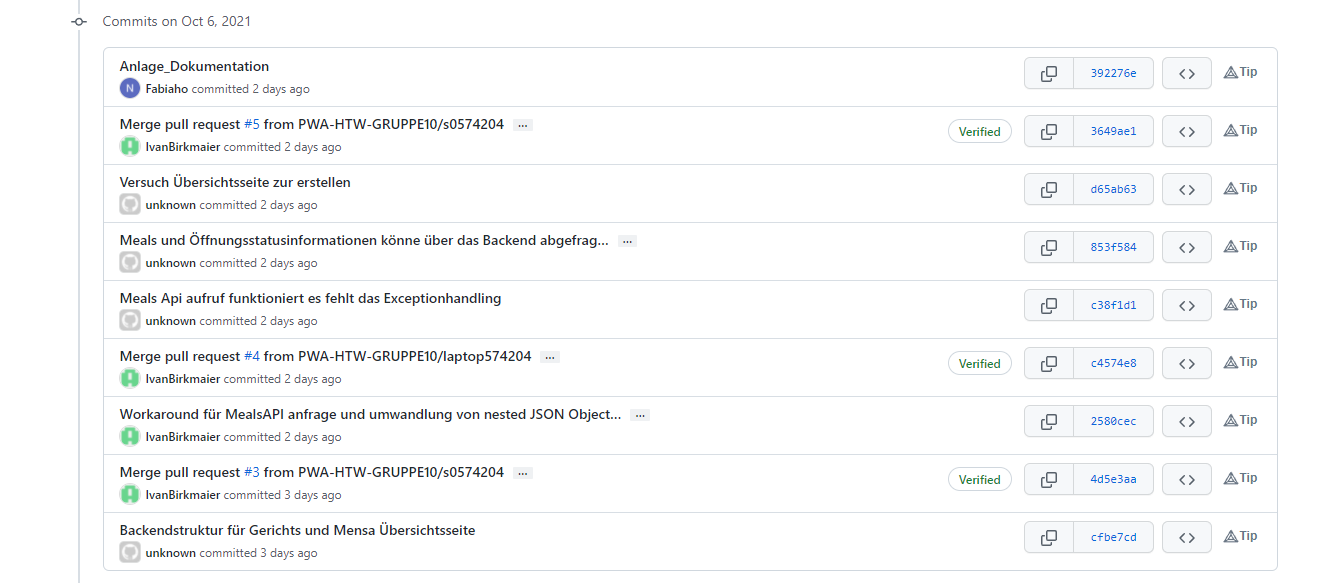 Commits on Oct 6, 2021
Anlage_Dokumentation
N Fabiaho committed 2 days ago
392276e <> Tip
Merge pull request #5 from PWA-HTW-GRUPPE10/s0574204 ...
IvanBirkmaier committed 2 days ago
Verified 3649ae1 <> Tip
Versuch Übersichtsseite zur erstellen
unknown committed 2 days ago
d65ab63 <> Tip
Meals und Öffnungsstatusinformationen könne über das Backend abgefrag... ...
unknown committed 2 days ago
853f584 <> Tip
Meals Api aufruf funktioniert es fehlt das Exceptionhandling
unknown committed 2 days ago
c38f1d1 <> Tip
Merge pull request #4 from PWA-HTW-GRUPPE10/laptop574204 ...
IvanBirkmaier committed 2 days ago
Verified c4574e8 <> Tip
Workaround für MealsAPI anfrage und umwandlung von nested JSON Object... ...
IvanBirkmaier committed 2 days ago
2580cec <> Tip
Merge pull request #3 from PWA-HTW-GRUPPE10/s0574204 ...
IvanBirkmaier committed 3 days ago
Verified 4d5e3aa <> Tip
Backendstruktur für Gerichts und Mensa Übersichtsseite
unknown committed 3 days ago
cfbe7cd <> Tip